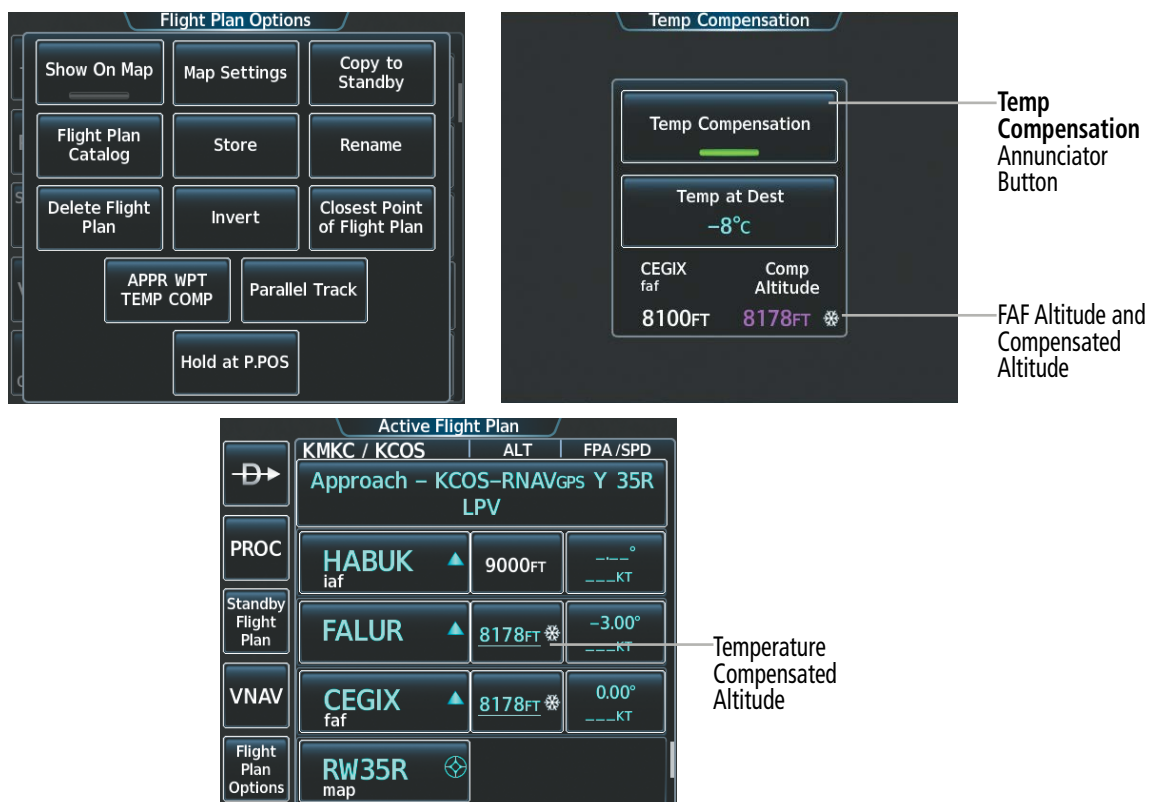 Flight Plan Options
Show On Map
Map Settings
Copy to
Standby
Flight Plan
Catalog
Store
Rename
Delete Flight
Plan
Invert
Closest Point
of Flight Plan
APPR WPT
TEMP COMP
Parallel Track
Hold at P.POS
Temp Compensation
Temp Compensation
Temp at Dest
-8°C
CEGIX
faf
Comp
Altitude
8100FT
8178FT
Temp
Compensation
Annunciator
Button
FAF Altitude and
Compensated
Altitude
Active Flight Plan
KMKC / KCOS
ALT
FPA/SPD
Approach – KCOS–RNAVGPS Y 35R
LPV
PROC
Standby
Flight
Plan
VNAV
Flight
Plan
Options
D
HABUK
iaf
9000FT
_.__°
___KT
FALUR
8178FT
-3.00°
___KT
CEGIX
faf
8178FT
0.00°
___KT
RW35R
map
Temperature
Compensated
Altitude